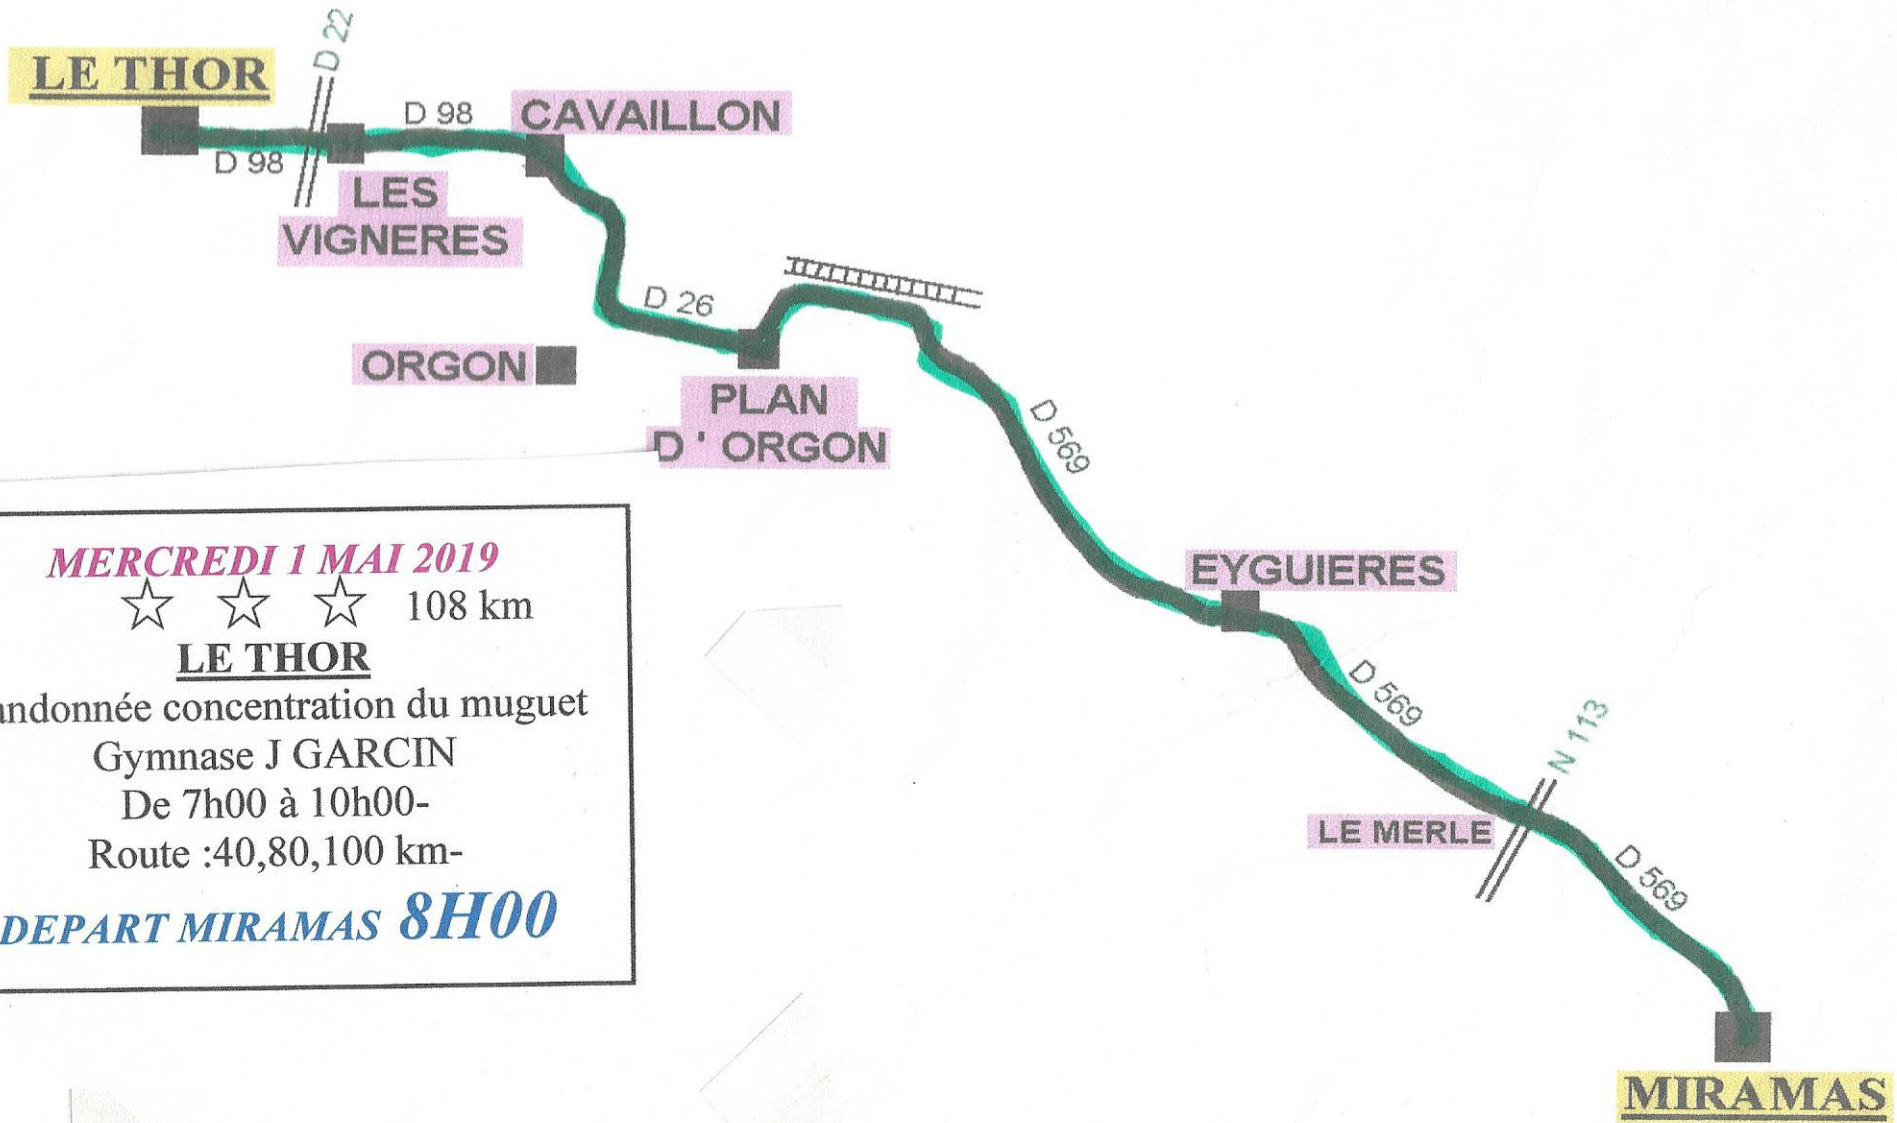 D 22
LE THOR
D 98
CAVAILLON
D 98
LES
VIGNERES
D 26
ORGON
PLAN
D ' ORGON
D 569
EYGUIERES
D 569
N 113
LE MERLE
D 569
MIRAMAS
MERCREDI 1 MAI 2019
108 km
LE THOR
andonnée concentration du muguet
Gymnase J GARCIN
De 7h00 à 10h00-
Route :40,80,100 km-
DEPART MIRAMAS 8H00